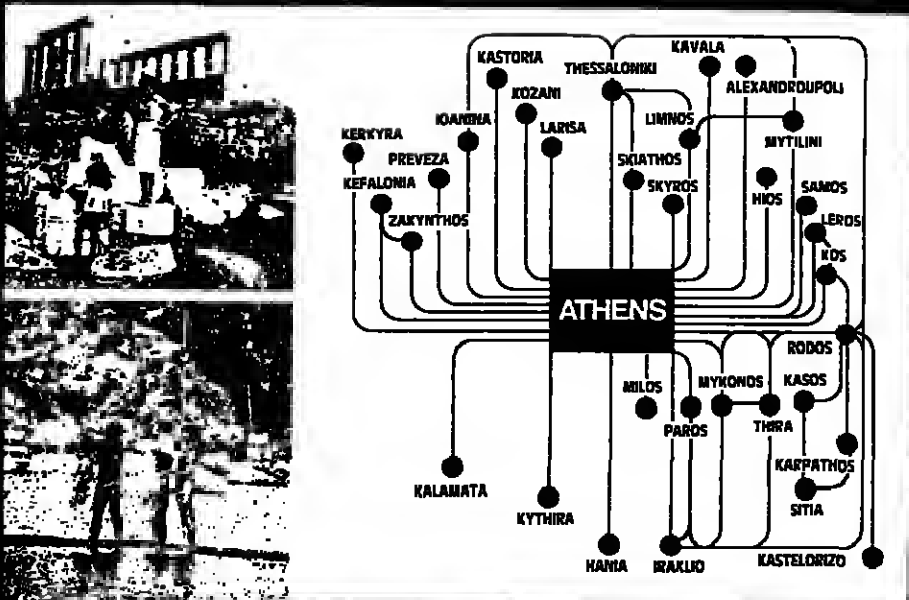 KASTORIA
THESSALONIKI
KAVALA
ALEXANDROUPOLI
KOZANI
IOANINA
LARISA
LIMNOS
MYTILINI
KERKYRA
PREVEZA
SKIATHOS
KEFALONIA
SKYROS
HIOS
SAMOS
ZAKYNTHOS
LEROS
KOS
ATHENS
RODOS
MILOS
MYKONOS
KASOS
PAROS
THIRA
KARPATHOS
KALAMATA
KYTHIRA
SITIA
HANIA
IRAKLIO
KASTELORIZO